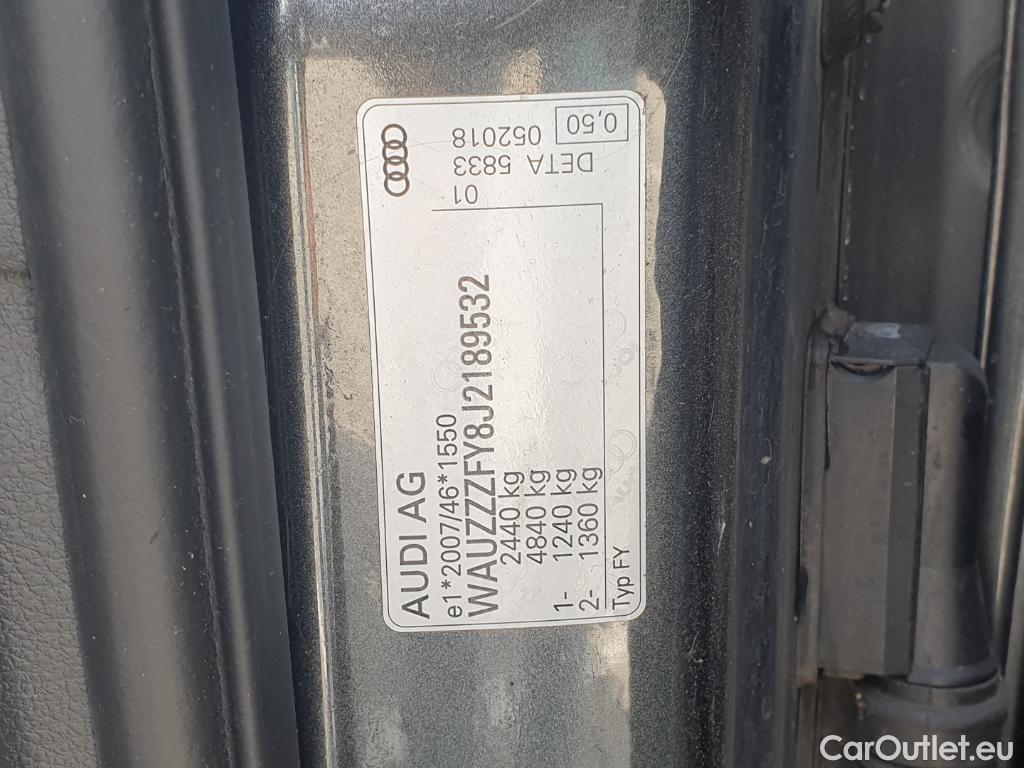 AUDI AG
e1*2007/46*1550
WAUZZZFY8J2189532
2440 kg
4840 kg
1- 1240 kg
2- 1360 kg
Typ FY
01
DETA 5833
052018
0,50
CarOutlet.eu